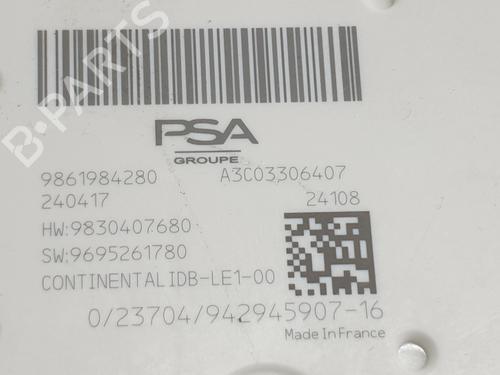 PSA
GROUPE
9861984280 A3C03306407
240417 24108
HW:9830407680
SW:9695261780
CONTINENTALIDB-LE1-00
0/23704/942945907-16
Made In France
B-PARTS